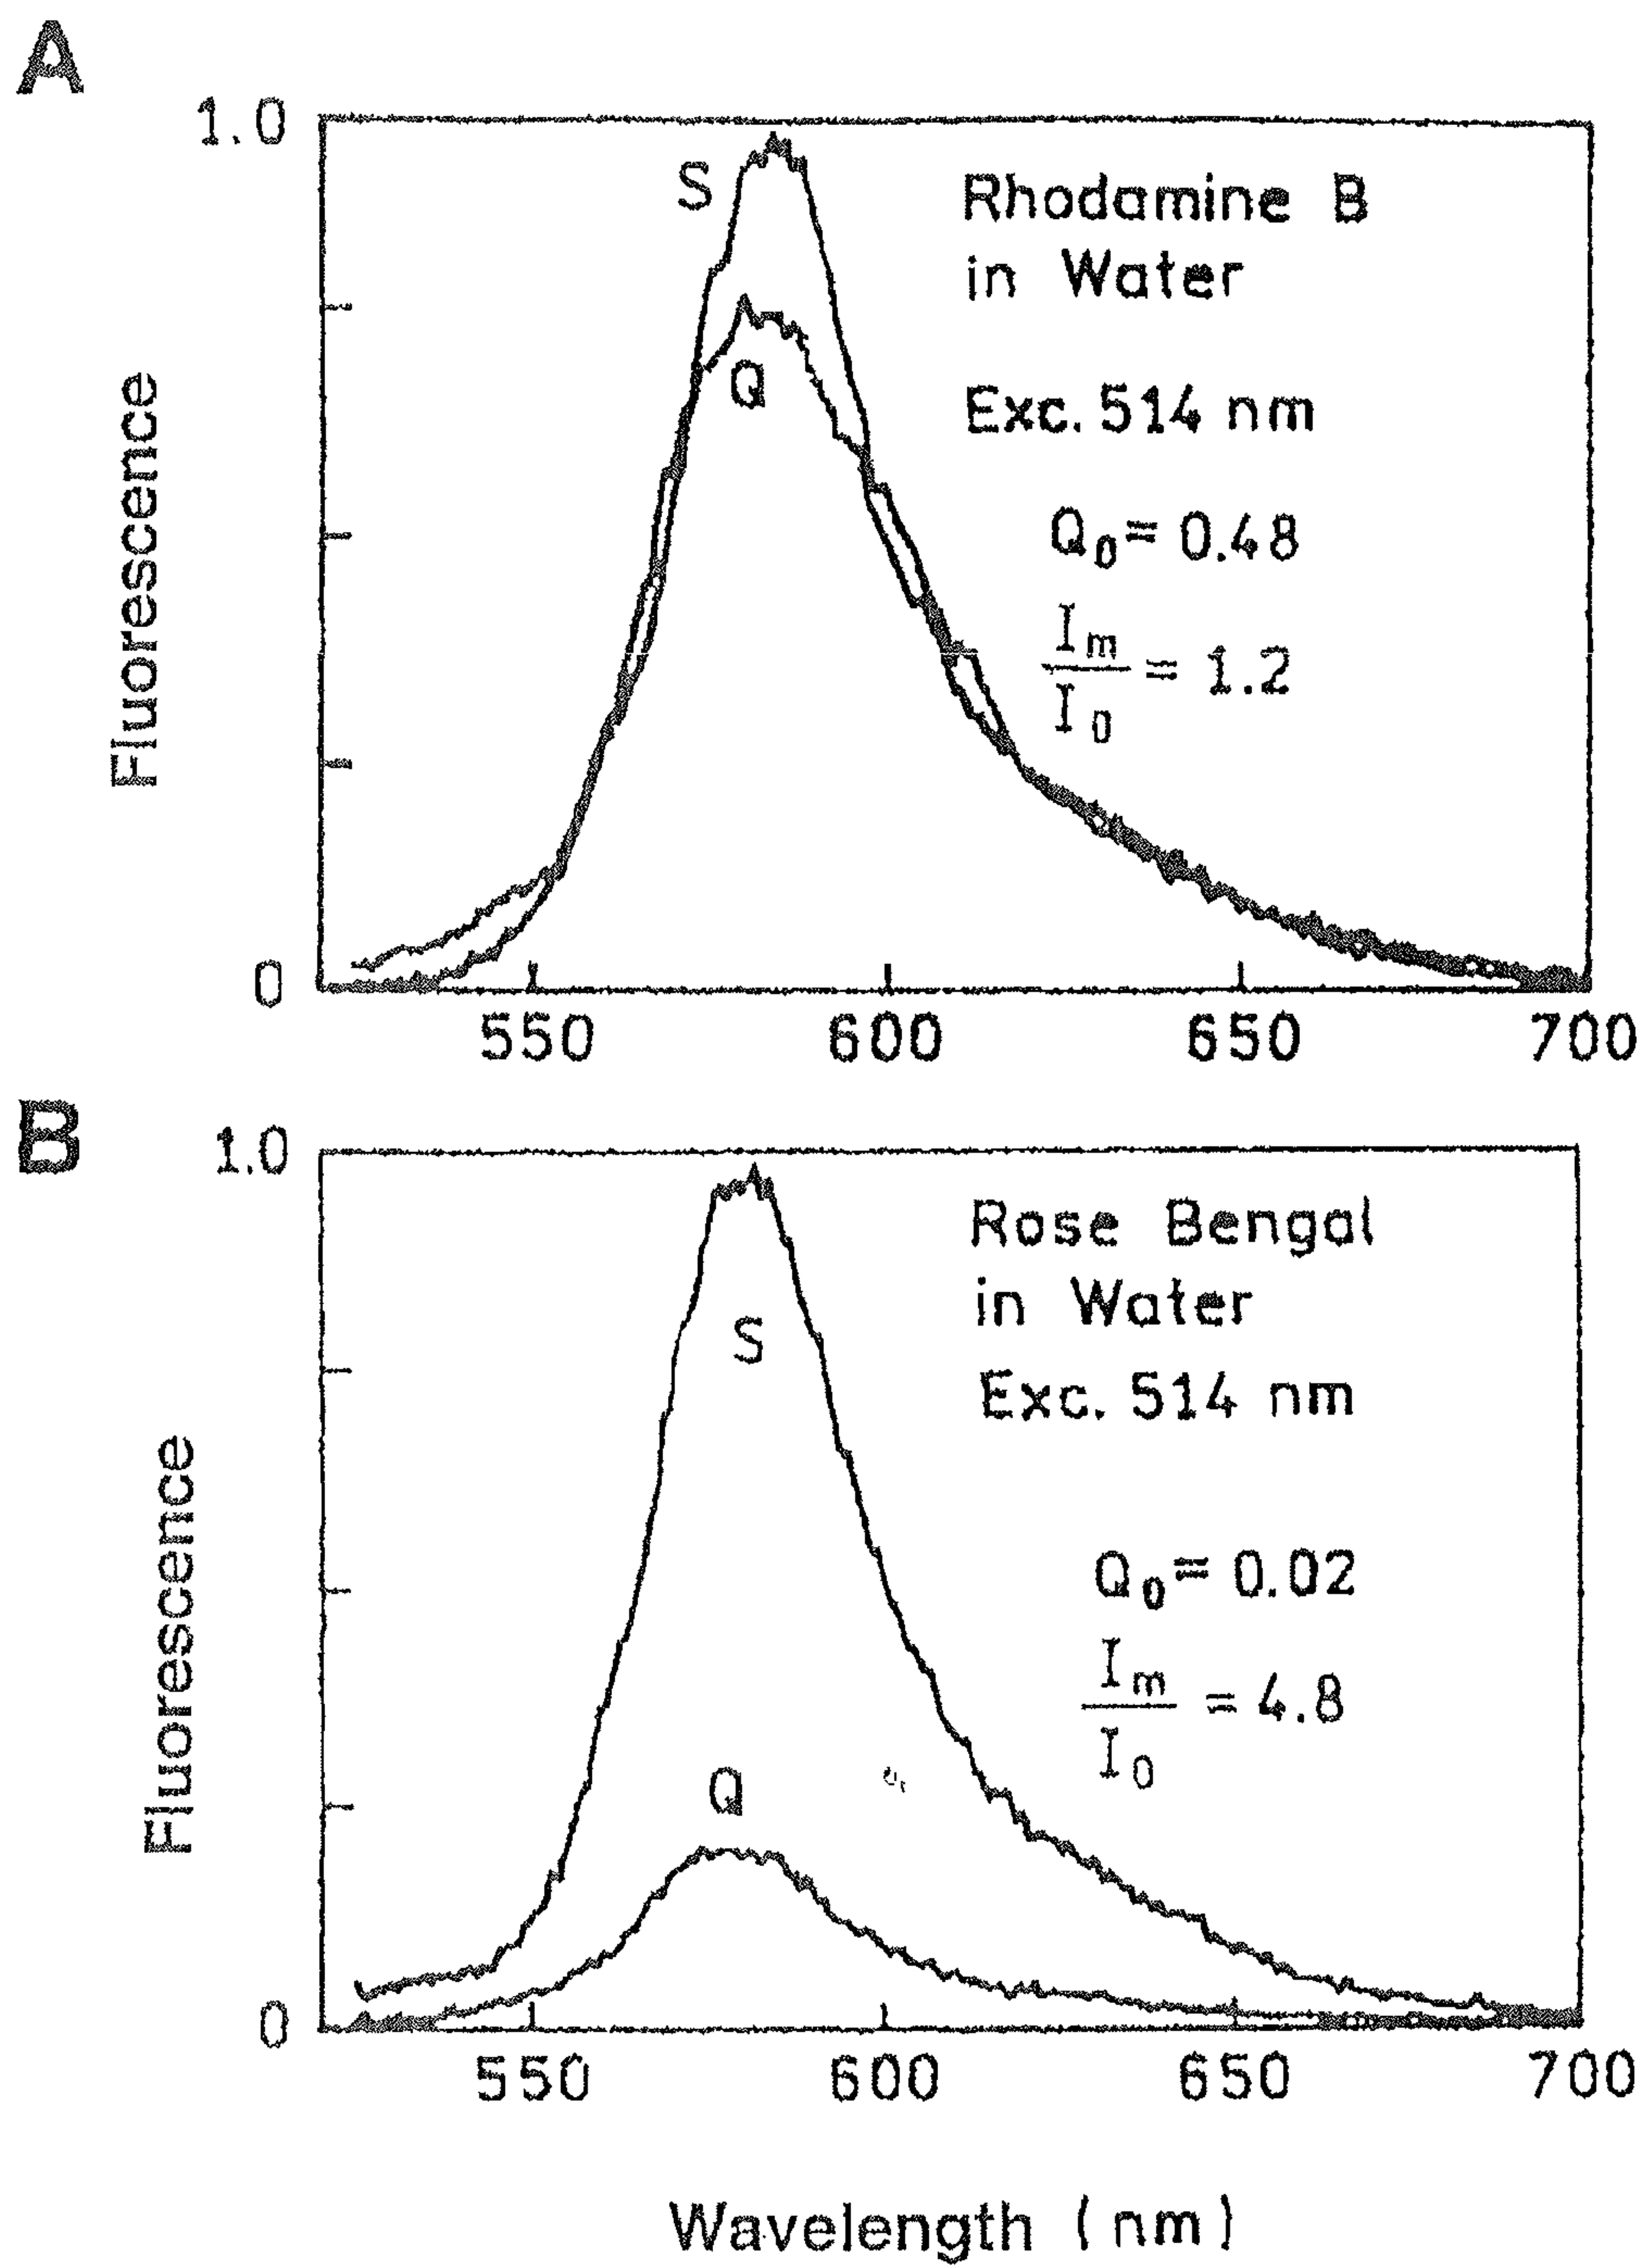 A
1.0
S
Rhodamine B
in Water
Q
Exc. 514 nm
Q₀ = 0.48
Iₘ
I₀
= 1.2
Fluorescence
0
550 600 650 700
B
1.0
Rose Bengal
in Water
S
Exc. 514 nm
Q₀ = 0.02
Iₘ
I₀
= 4.8
Q
Fluorescence
0
550 600 650 700
Wavelength (nm)